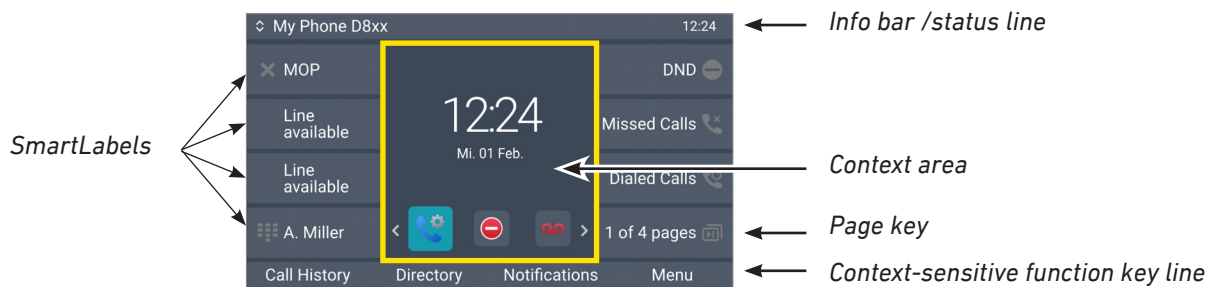 My Phone D8xx 12:24 Info bar /status line
MOP DND
Line
available
12:24
Missed Calls
SmartLabels
Mi. 01 Feb.
Line
available
Dialed Calls
Context area
A. Miller 1 of 4 pages Page key
Call History Directory Notifications Menu Context-sensitive function key line